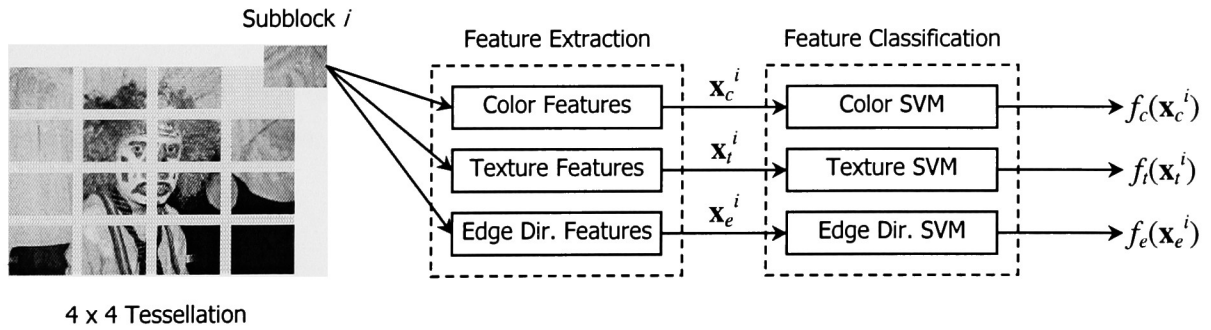 Subblock i
Feature Extraction
Feature Classification
Color Features
x_c^i
Color SVM
f_c(x_c^i)
Texture Features
x_t^i
Texture SVM
f_t(x_t^i)
Edge Dir. Features
x_e^i
Edge Dir. SVM
f_e(x_e^i)
4 x 4 Tessellation